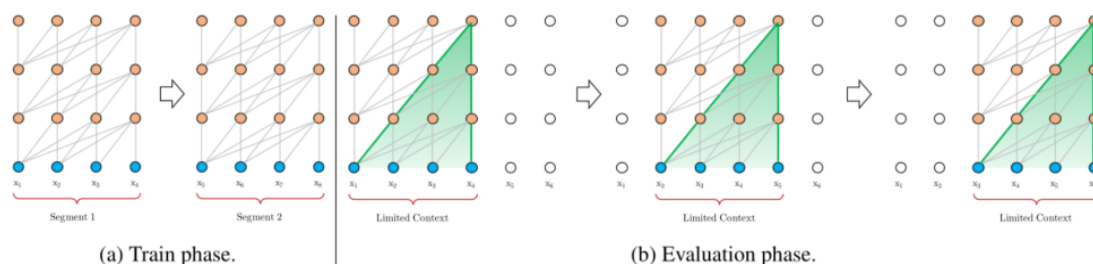 x₁ x₂ x₃ x₄
Segment 1
x₅ x₆ x₇ x₈
Segment 2
(a) Train phase.
x₁ x₂ x₃ x₄ x₅ x₆
Limited Context
x₁ x₂ x₃ x₄ x₅ x₆
Limited Context
x₁ x₂ x₃ x₄ x₅
Limited Context
(b) Evaluation phase.